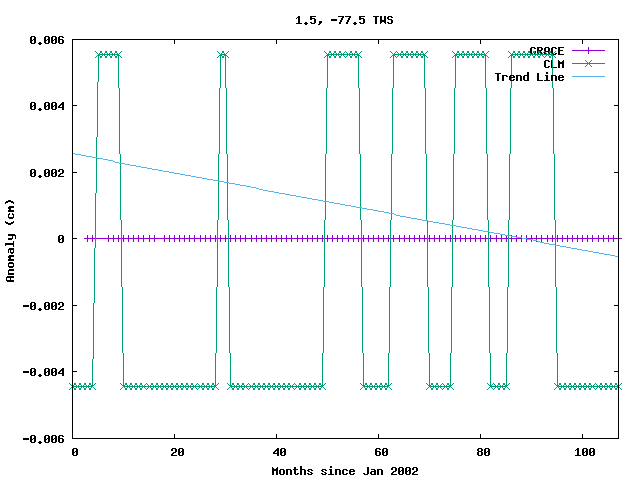 1.5, -77.5 TWS
0.006
0.004
0.002
0
-0.002
-0.004
-0.006
GRACE
CLM
Trend Line
Anomaly (cm)
0 20 40 60 80 100
Months since Jan 2002